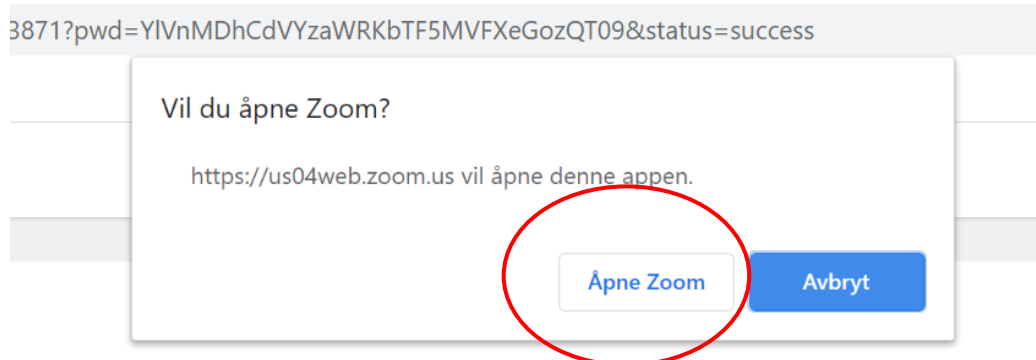 3871?pwd=YlVnMDhCdVYzaWRKbTF5MVFXeGozQT09&status=success
Vil du åpne Zoom?
https://us04web.zoom.us vil åpne denne appen.
Åpne Zoom Avbryt